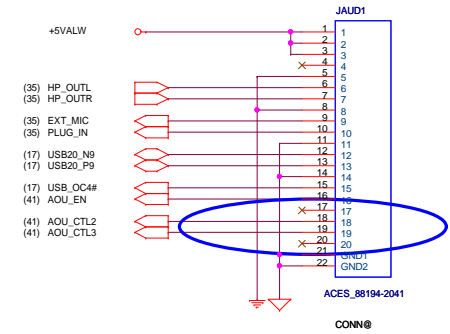 JAUD1
+5VALW 1 1
2 2
3 3
4 4
5 5
(35) HP_OUTL 6 6
(35) HP_OUTR 7 7
8 8
(35) EXT_MIC 9 9
(35) PLUG_IN 10 10
11 11
(17) USB20_N9 12 12
(17) USB20_P9 13 13
14 14
(17) USB_OC4# 15 15
(41) AOU_EN 16 16
17 17
(41) AOU_CTL2 18 18
(41) AOU_CTL3 19 19
20 20
21 GND1
22 GND2
ACES_88194-2041
CONN@